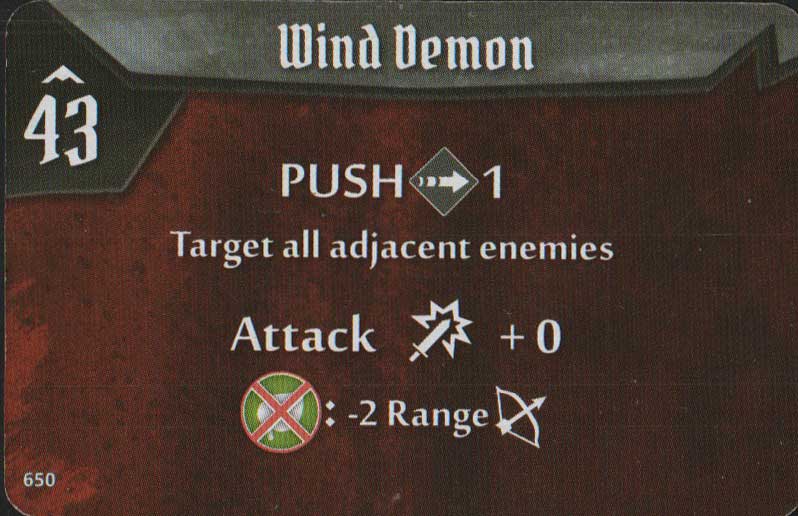 Wind Demon
43
PUSH 1
Target all adjacent enemies
Attack + 0
: -2 Range
650